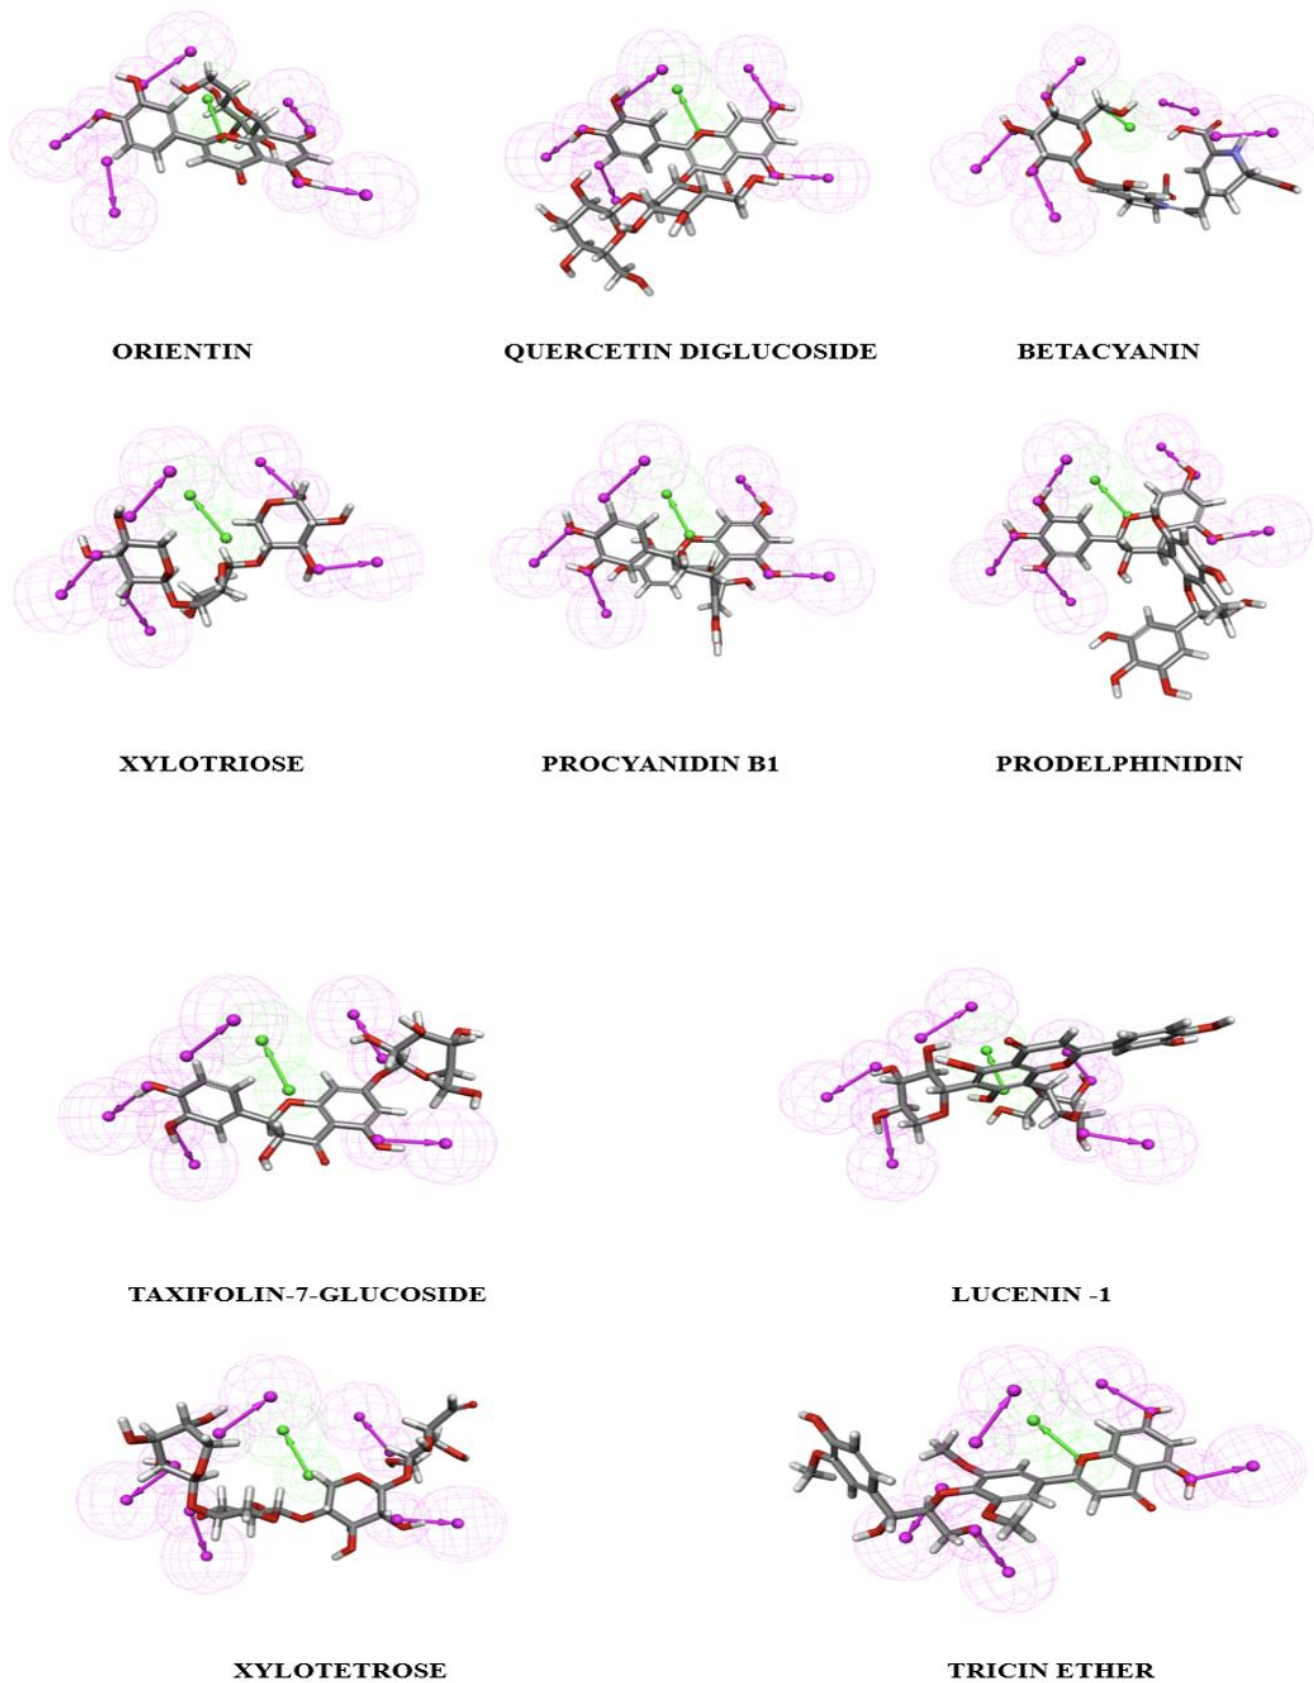 ORIENTIN
QUERCETIN DIGLUCOSIDE
BETACYANIN
XYLOTRIOSE
PROCYANIDIN B1
PRODELPHINIDIN
TAXIFOLIN-7-GLUCOSIDE
LUCENIN -1
XYLOTETROSE
TRICIN ETHER